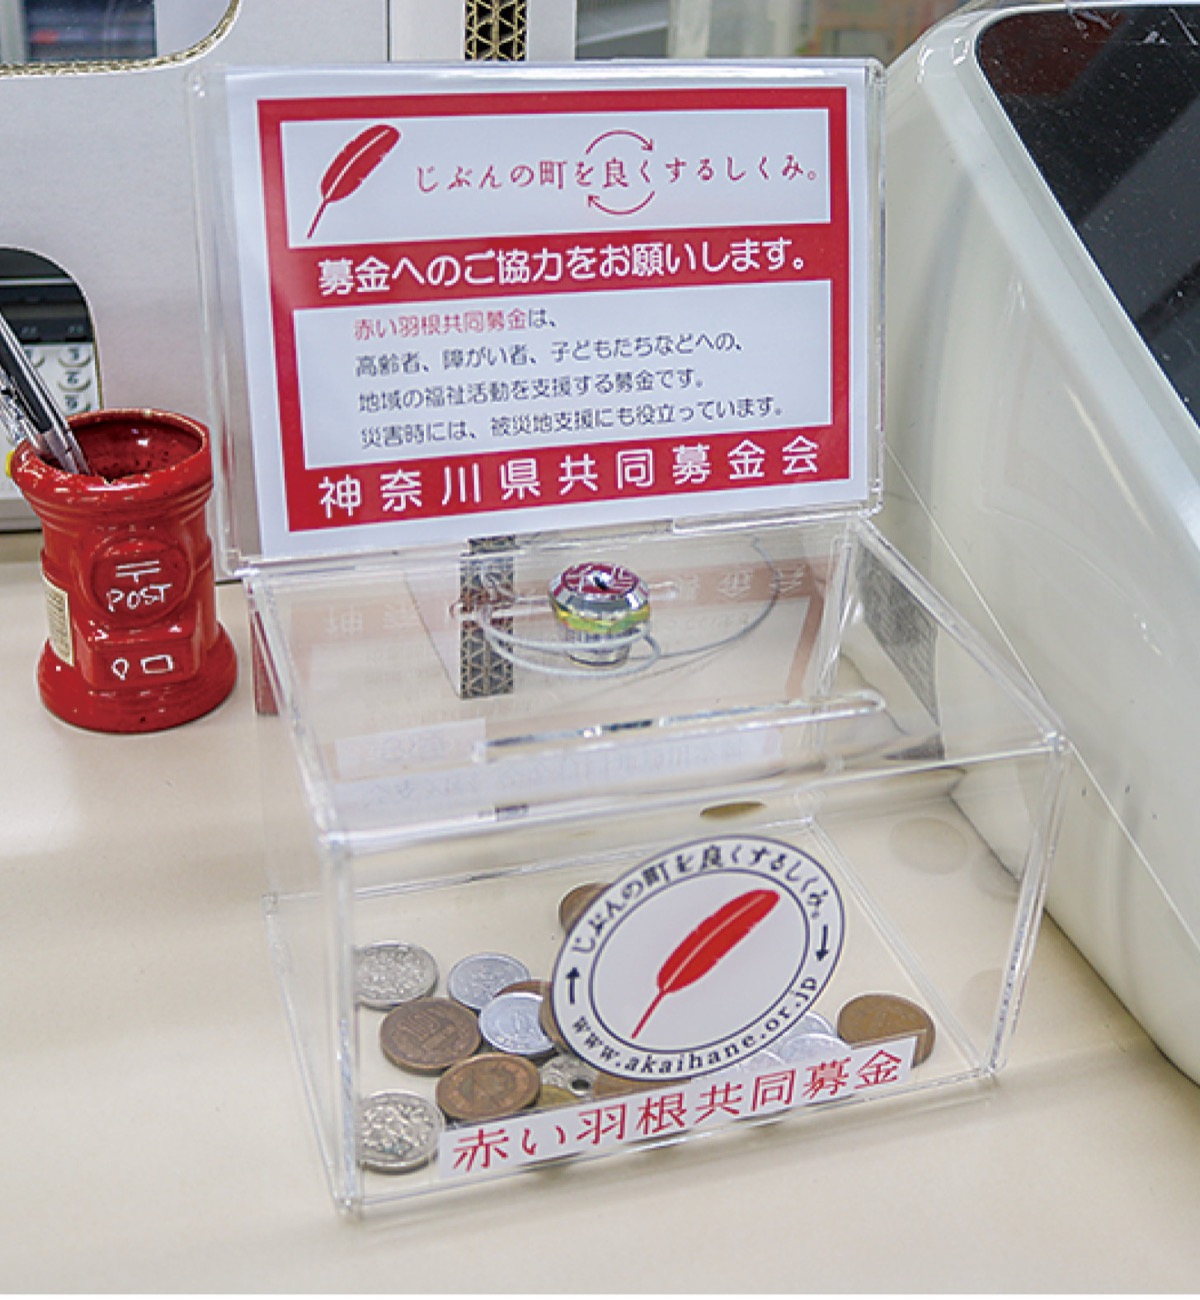 じぶんの町を良くするしくみ。
募金へのご協力をお願いします。
赤い羽根共同募金は、
高齢者、障がい者、子どもたちなどへの、
地域の福祉活動を支援する募金です。
災害時には、被災地支援にも役立っています。
神奈川県共同募金会
〒
POST
じぶんの町を良くするしくみ。
www.akaihane.or.jp
赤い羽根共同募金